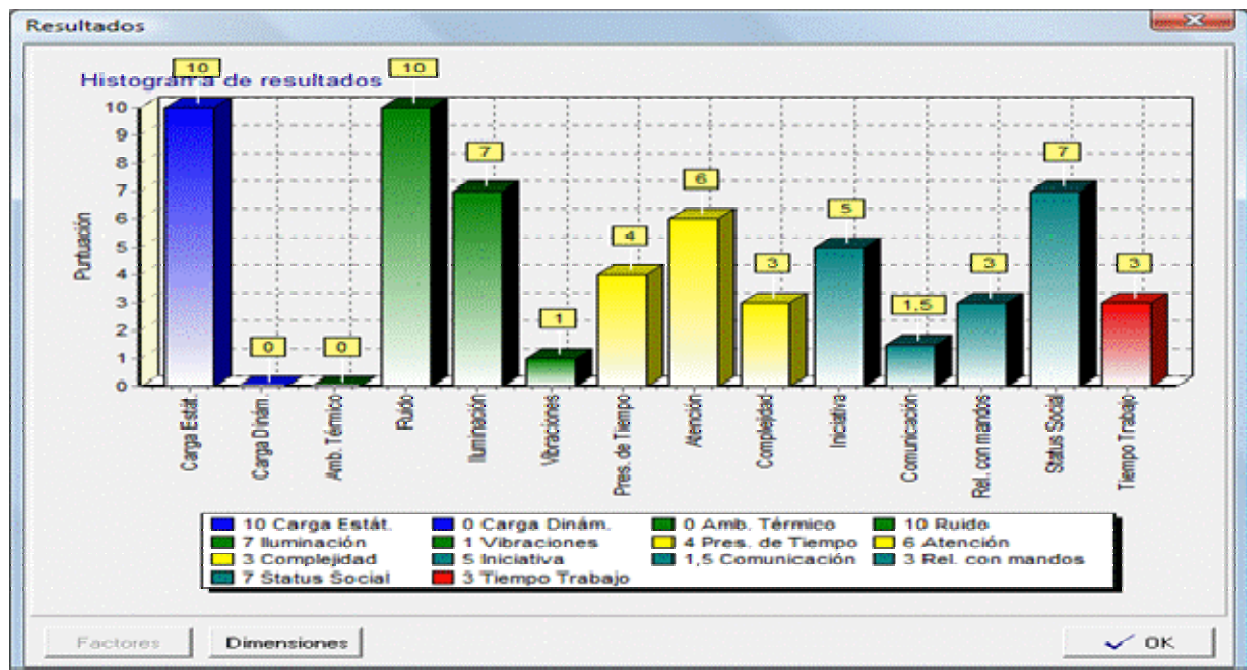 Resultados
Histograma de resultados
10
10
7
6
7
5
4
3
3
3
1,5
1
0
0
Puntuación
10
9
8
7
6
5
4
3
2
1
0
Carga Estát.
Carga Dinám.
Amb. Térmico
Ruido
Iluminación
Vibraciones
Pres. de Tiempo
Atención
Complejidad
Iniciativa
Comunicación
Rel. con mandos
Status Social
Tiempo Trabajo
10 Carga Estát. 0 Carga Dinám. 0 Amb. Térmico 10 Ruido
7 Iluminación 1 Vibraciones 4 Pres. de Tiempo 6 Atención
3 Complejidad 5 Iniciativa 1,5 Comunicación 3 Rel. con mandos
7 Status Social 3 Tiempo Trabajo
Factores Dimensiones OK